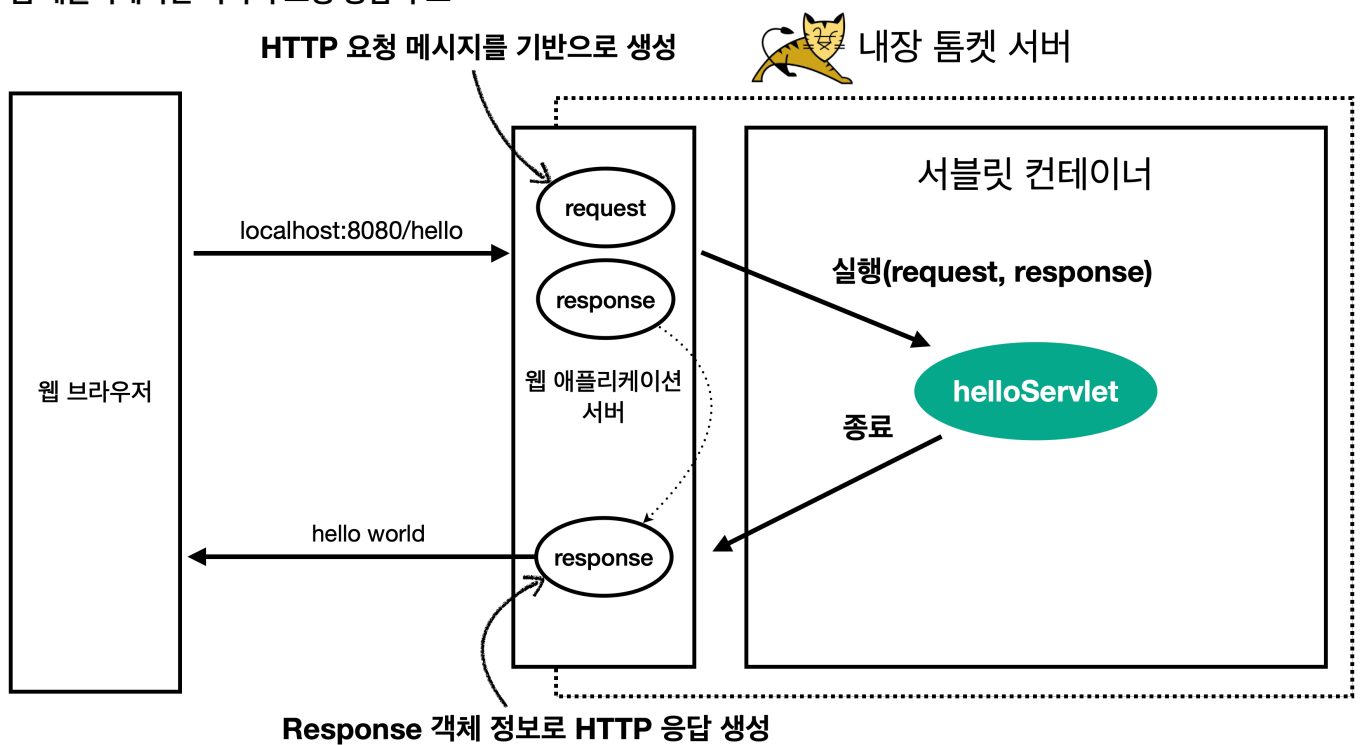 HTTP 요청 메시지를 기반으로 생성
내장 톰켓 서버
서블릿 컨테이너
request
localhost:8080/hello
실행(request, response)
response
웹 애플리케이션
서버
웹 브라우저
helloServlet
종료
hello world
response
Response 객체 정보로 HTTP 응답 생성